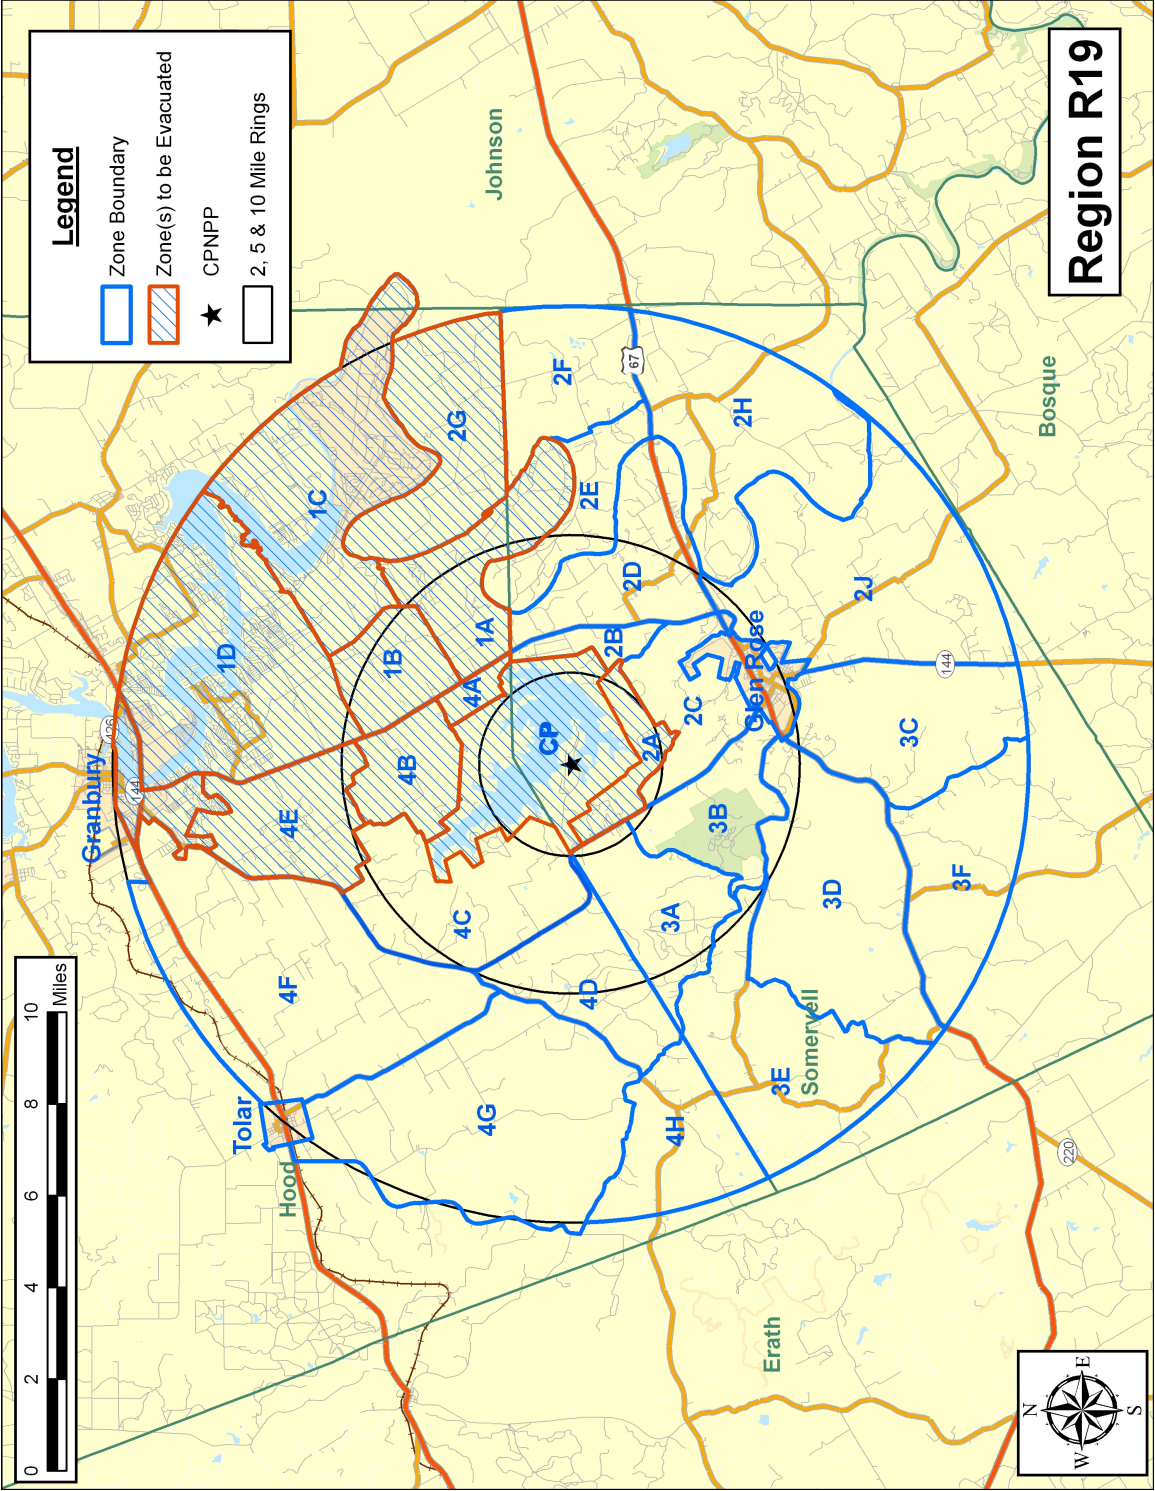 Legend
Zone Boundary
Zone(s) to be Evacuated
CPNPP
2, 5 & 10 Mile Rings
Region R19
0 2 4 6 8 10
Miles
N
W E
S
Granbury
Tolar
Glen Rose
Hood
Johnson
Bosque
Somervell
Erath
426
144
67
144
220
CP
1A
1B
1C
1D
2A
2B
2C
2D
2E
2F
2G
2H
2J
3A
3B
3C
3D
3E
3F
4A
4B
4C
4D
4E
4F
4G
4H